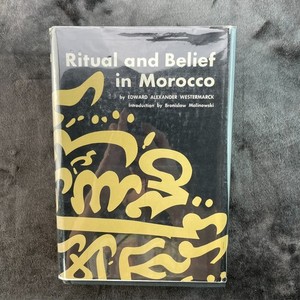 Ritual and Belief
in Morocco
by EDWARD ALEXANDER WESTERMARCK
Introduction by Bronislaw Malinowski